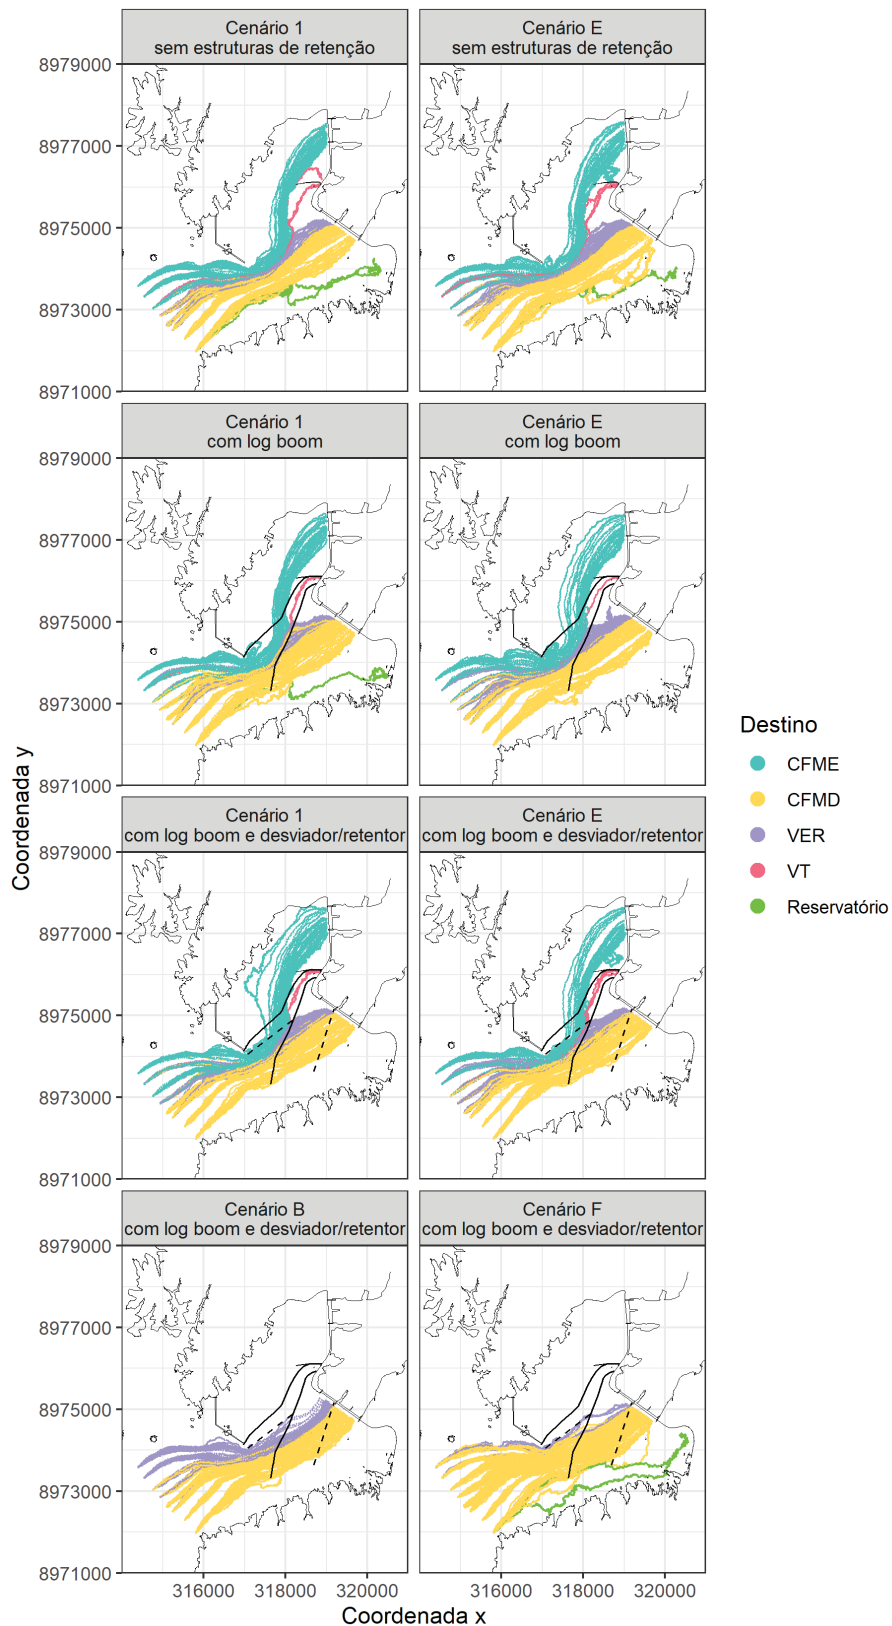 Cenário 1
sem estruturas de retenção
Cenário E
sem estruturas de retenção
8979000
8977000
8975000
8973000
8971000
Cenário 1
com log boom
Cenário E
com log boom
8979000
8977000
8975000
8973000
8971000
Cenário 1
com log boom e desviador/retentor
Cenário E
com log boom e desviador/retentor
8979000
8977000
8975000
8973000
8971000
Cenário B
com log boom e desviador/retentor
Cenário F
com log boom e desviador/retentor
8979000
8977000
8975000
8973000
8971000
316000
318000
320000
316000
318000
320000
Coordenada x
Coordenada y
Destino
CFME
CFMD
VER
VT
Reservatório